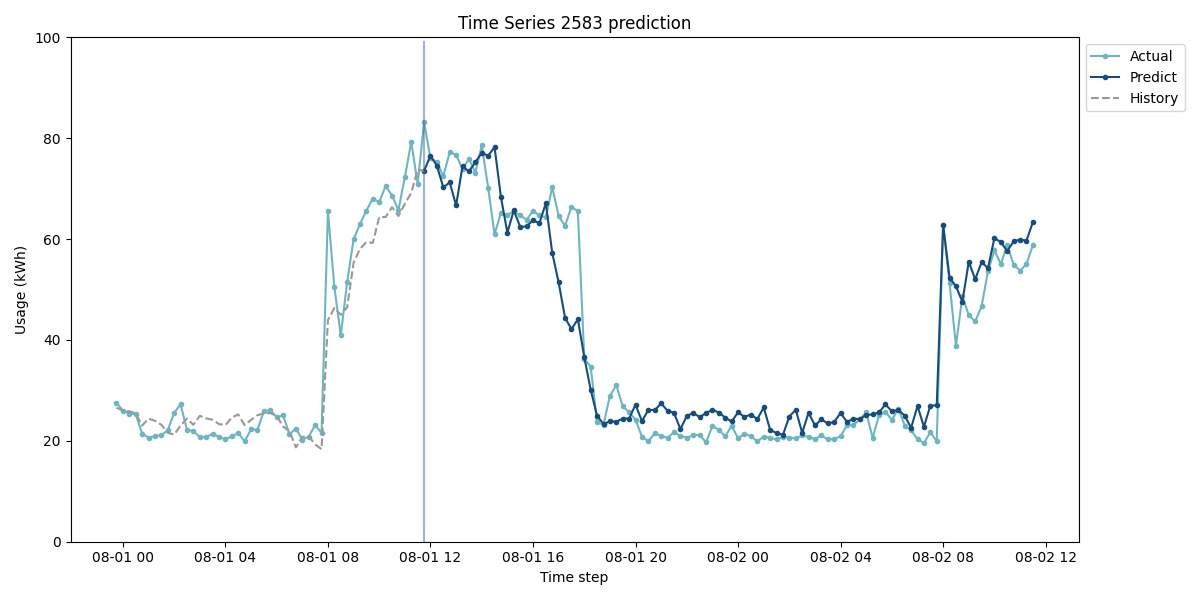 Time Series 2583 prediction
100
80
60
40
20
0
Usage (kWh)
08-01 00
08-01 04
08-01 08
08-01 12
08-01 16
08-01 20
08-02 00
08-02 04
08-02 08
08-02 12
Time step
Actual
Predict
History